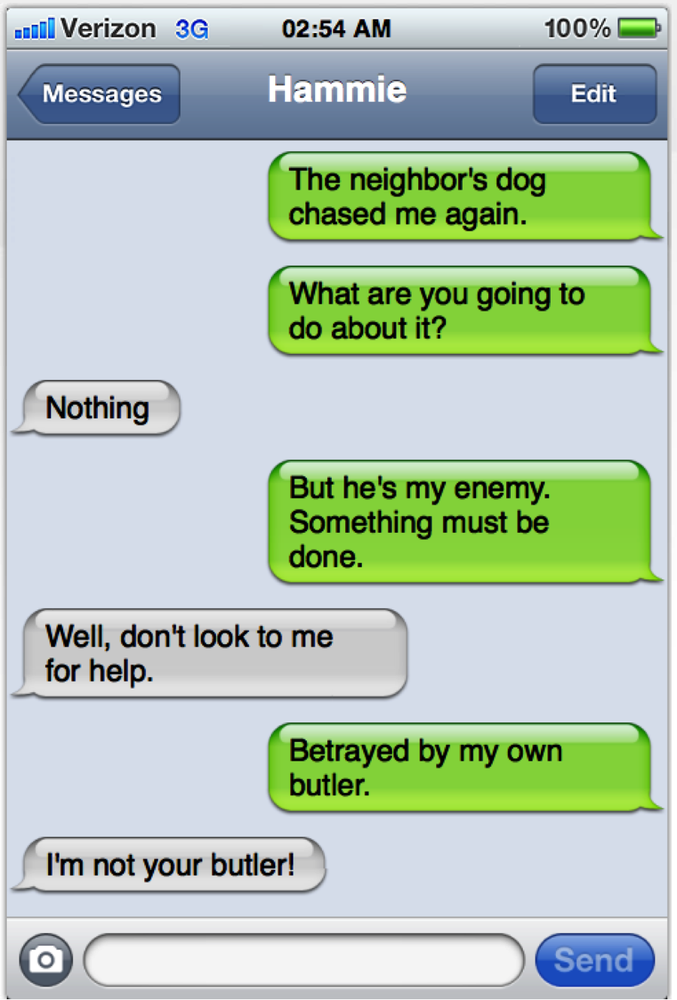 Verizon 3G 02:54 AM 100%
Messages Hammie Edit
The neighbor's dog
chased me again.
What are you going to
do about it?
Nothing
But he's my enemy.
Something must be
done.
Well, don't look to me
for help.
Betrayed by my own
butler.
I'm not your butler!
Send